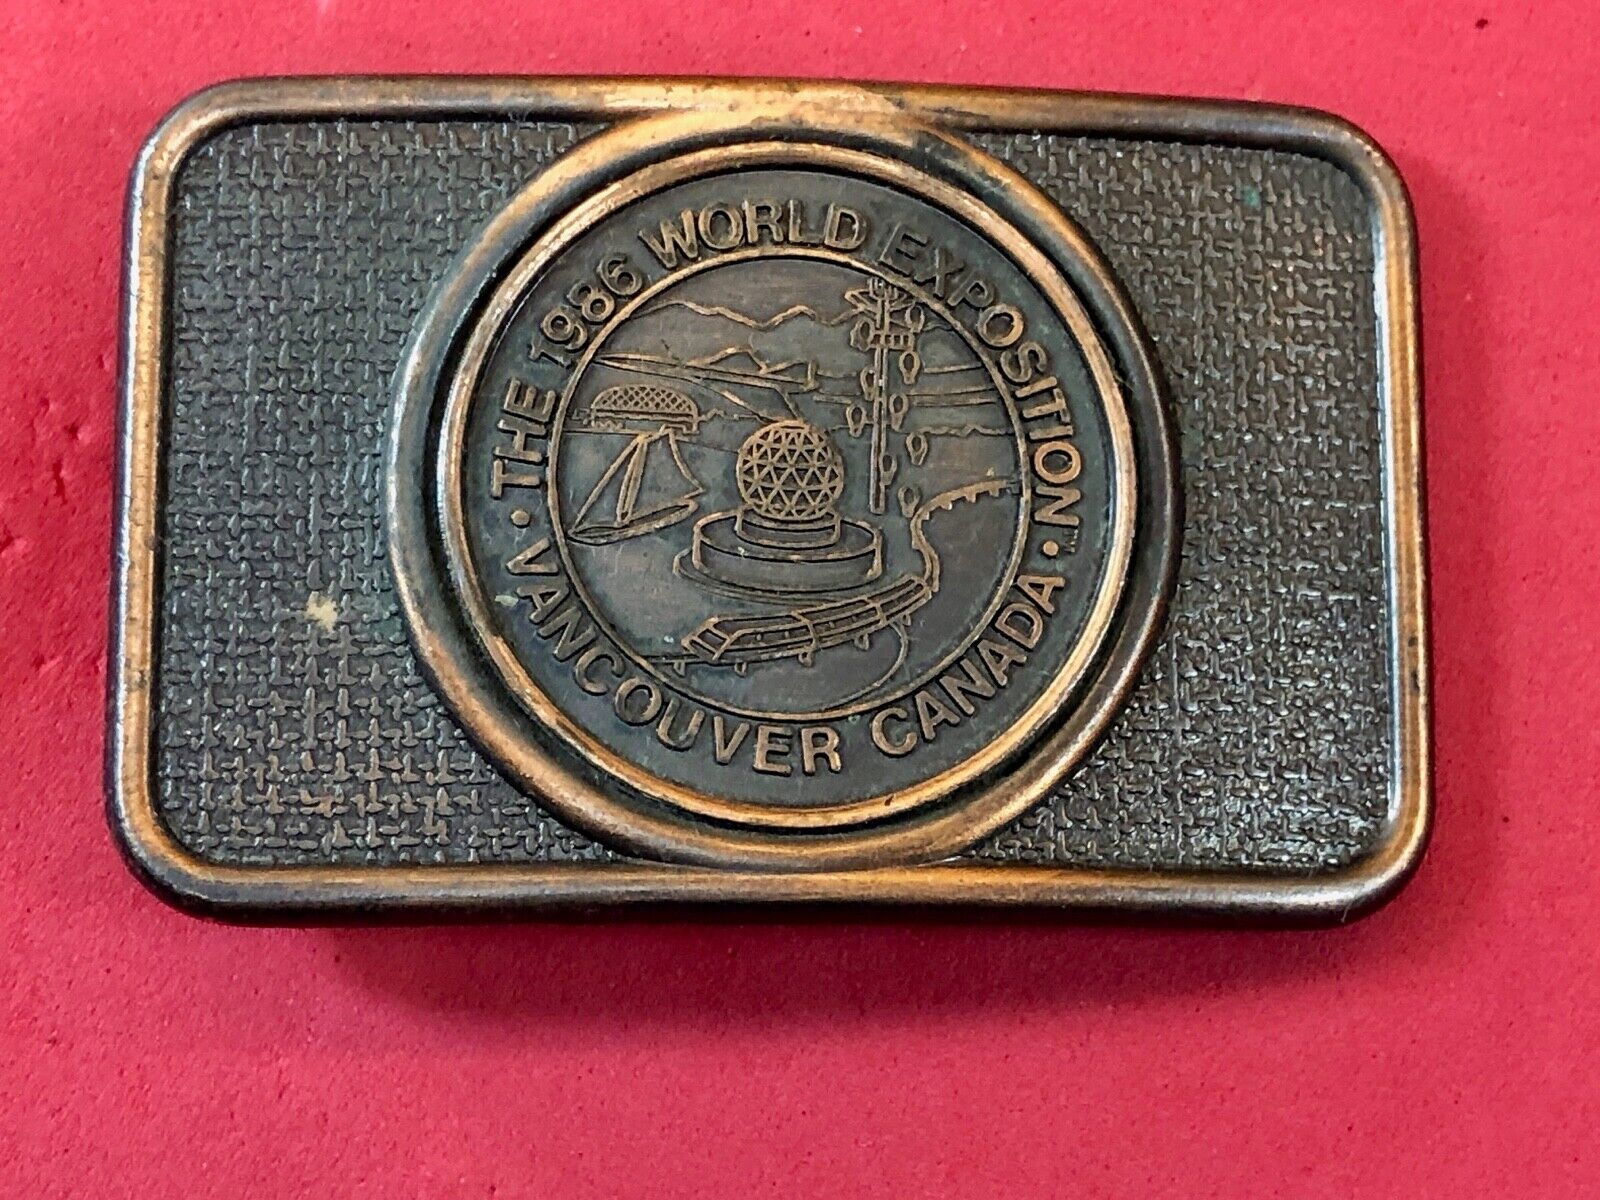 THE 1986 WORLD EXPOSITION
• VANCOUVER CANADA •